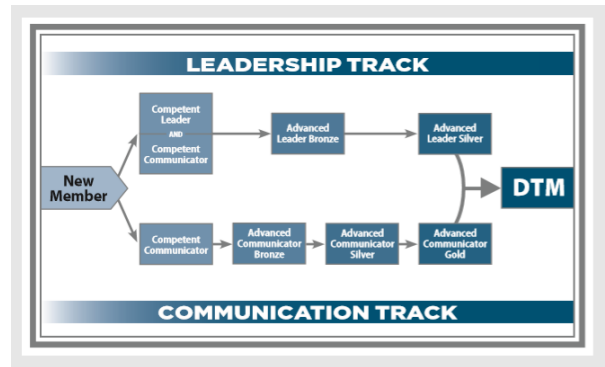 LEADERSHIP TRACK
Competent
Leader
AND
Competent
Communicator
Advanced
Leader Bronze
Advanced
Leader Silver
New
Member
DTM
Competent
Communicator
Advanced
Communicator
Bronze
Advanced
Communicator
Silver
Advanced
Communicator
Gold
COMMUNICATION TRACK